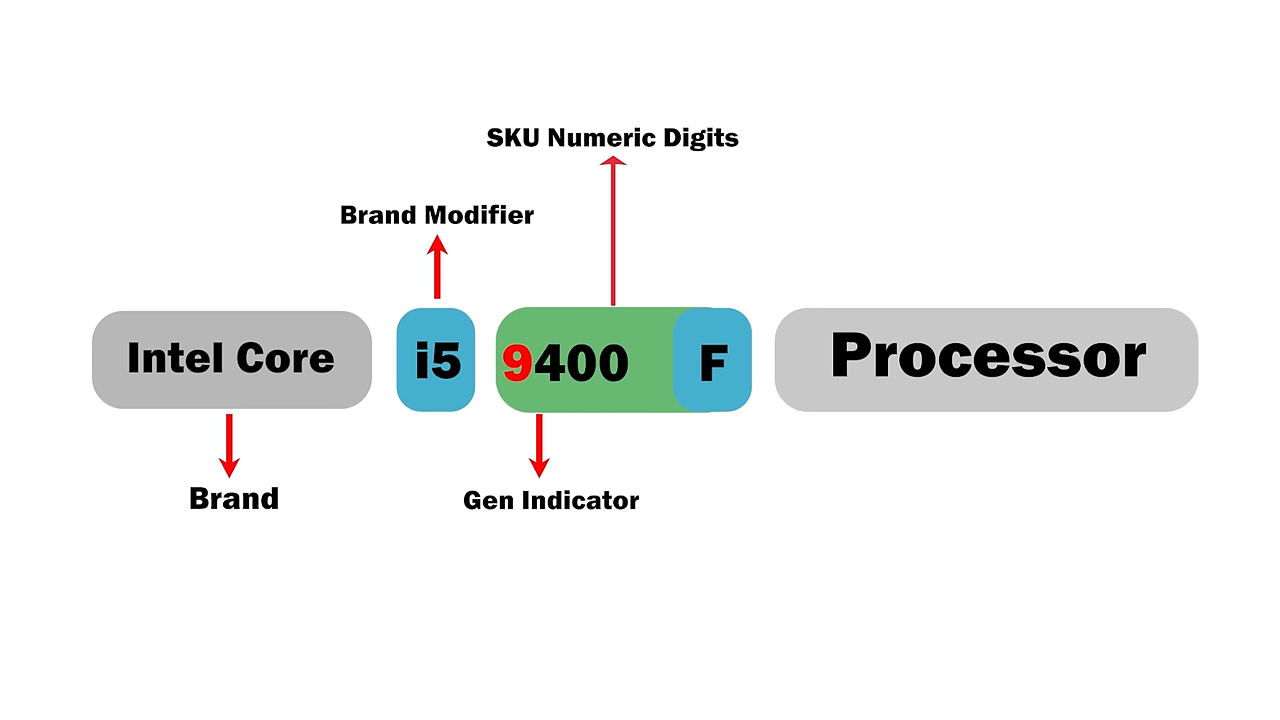 SKU Numeric Digits
Brand Modifier
Intel Core i5 9400 F Processor
Brand
Gen Indicator